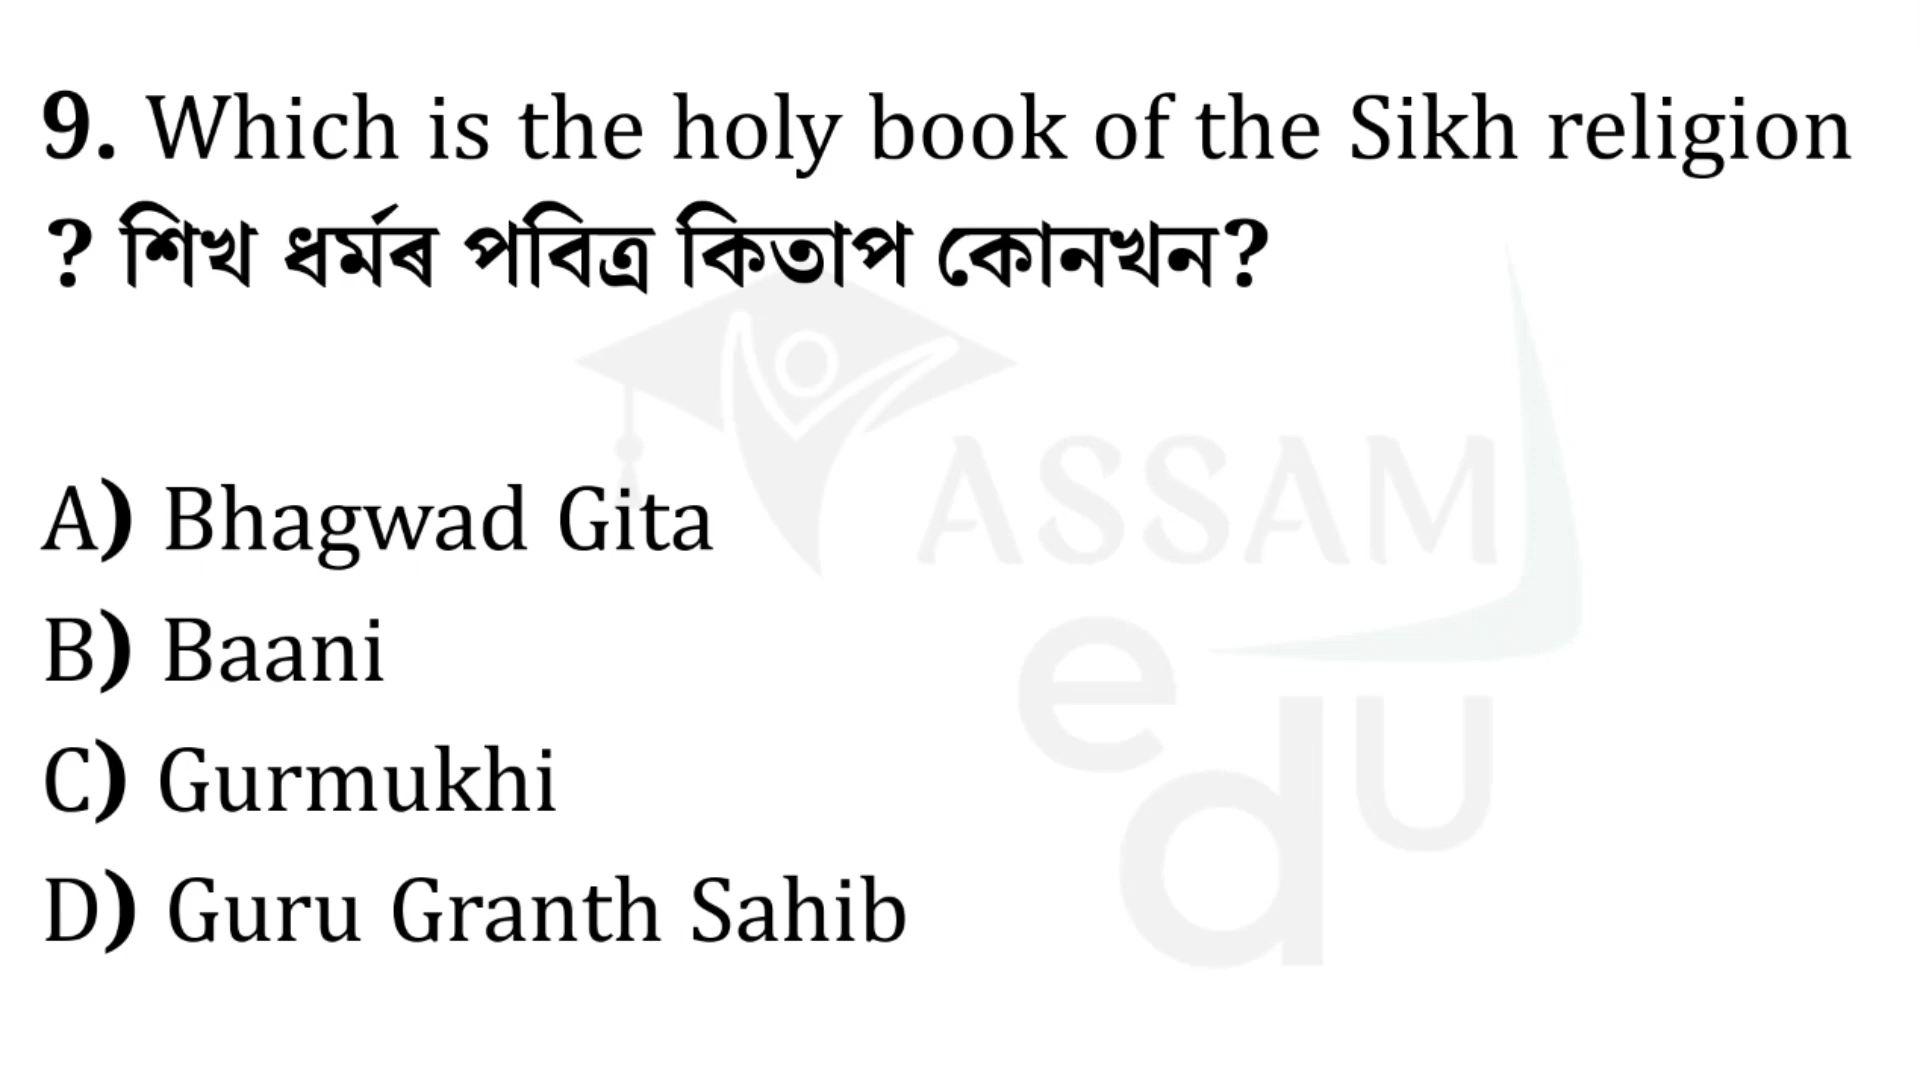 9. Which is the holy book of the Sikh religion
? শিখ ধৰ্মৰ পবিত্ৰ কিতাপ কোনখন?
A) Bhagwad Gita
B) Baani
C) Gurmukhi
D) Guru Granth Sahib
ASSAM
edu